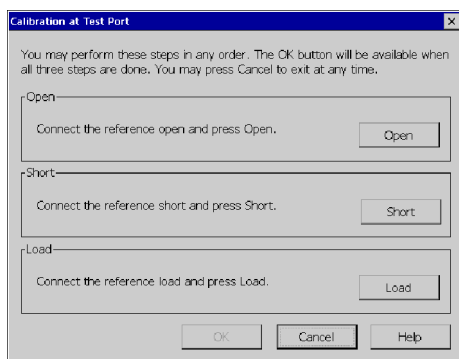 Calibration at Test Port
You may perform these steps in any order. The OK button will be available when
all three steps are done. You may press Cancel to exit at any time.
Open
Connect the reference open and press Open.
Open
Short
Connect the reference short and press Short.
Short
Load
Connect the reference load and press Load.
Load
OK
Cancel
Help